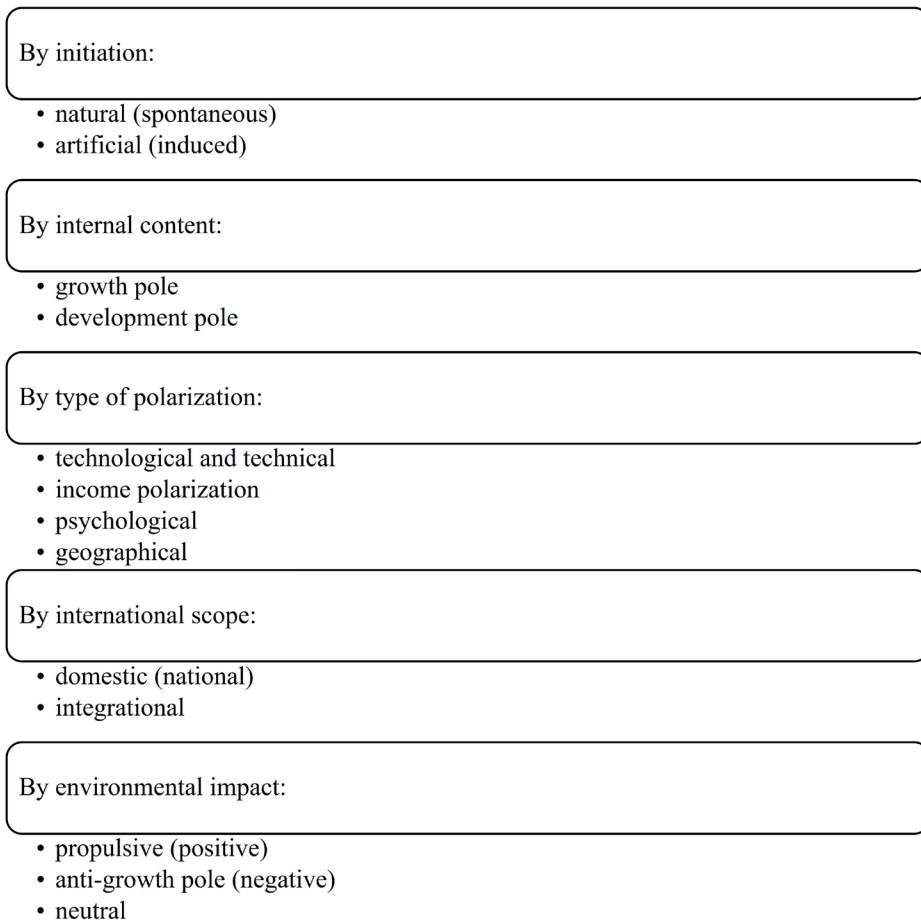 By initiation:
• natural (spontaneous)
• artificial (induced)
By internal content:
• growth pole
• development pole
By type of polarization:
• technological and technical
• income polarization
• psychological
• geographical
By international scope:
• domestic (national)
• integrational
By environmental impact:
• propulsive (positive)
• anti-growth pole (negative)
• neutral